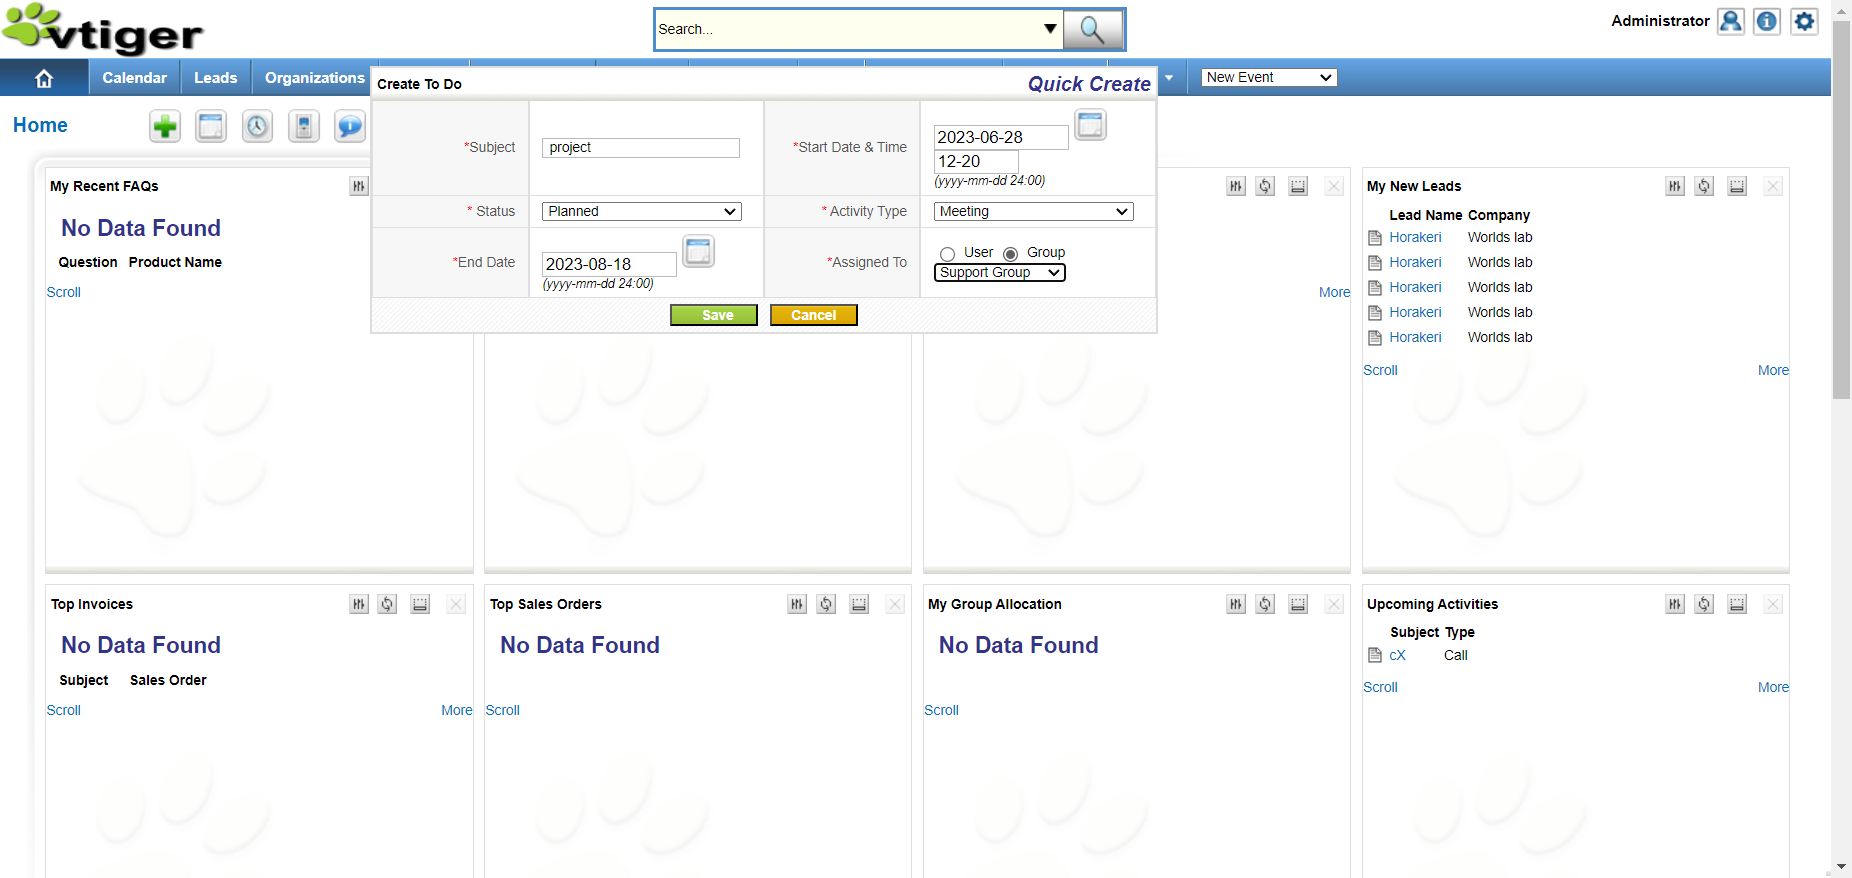 vtiger
Search...
Administrator
Calendar
Leads
Organizations
New Event
Create To Do
Quick Create
Home
*Subject
project
*Start Date & Time
2023-06-28
12-20
(yyyy-mm-dd 24:00)
* Status
Planned
* Activity Type
Meeting
*End Date
2023-08-18
(yyyy-mm-dd 24:00)
*Assigned To
User
Group
Support Group
Save
Cancel
My Recent FAQs
No Data Found
Question Product Name
Scroll
More
My New Leads
Lead Name Company
Horakeri Worlds lab
Horakeri Worlds lab
Horakeri Worlds lab
Horakeri Worlds lab
Horakeri Worlds lab
Scroll
More
Top Invoices
No Data Found
Subject Sales Order
Scroll
More
Top Sales Orders
No Data Found
Scroll
My Group Allocation
No Data Found
Scroll
Upcoming Activities
Subject Type
cX Call
Scroll
More